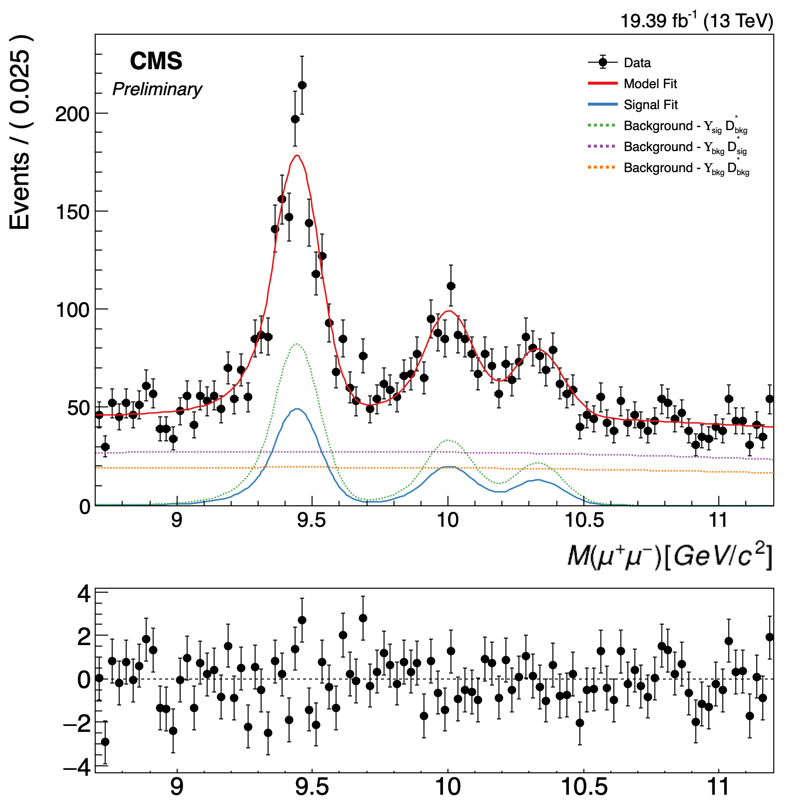 19.39 fb⁻¹ (13 TeV)
Events / ( 0.025 )
CMS
Preliminary
Data
Model Fit
Signal Fit
Background - ϒsig D*bkg
Background - ϒbkg D*sig
Background - ϒbkg D*bkg
200
150
100
50
0
9 9.5 10 10.5 11
M(μ⁺μ⁻)[GeV/c²]
4
2
0
−2
−4
9 9.5 10 10.5 11